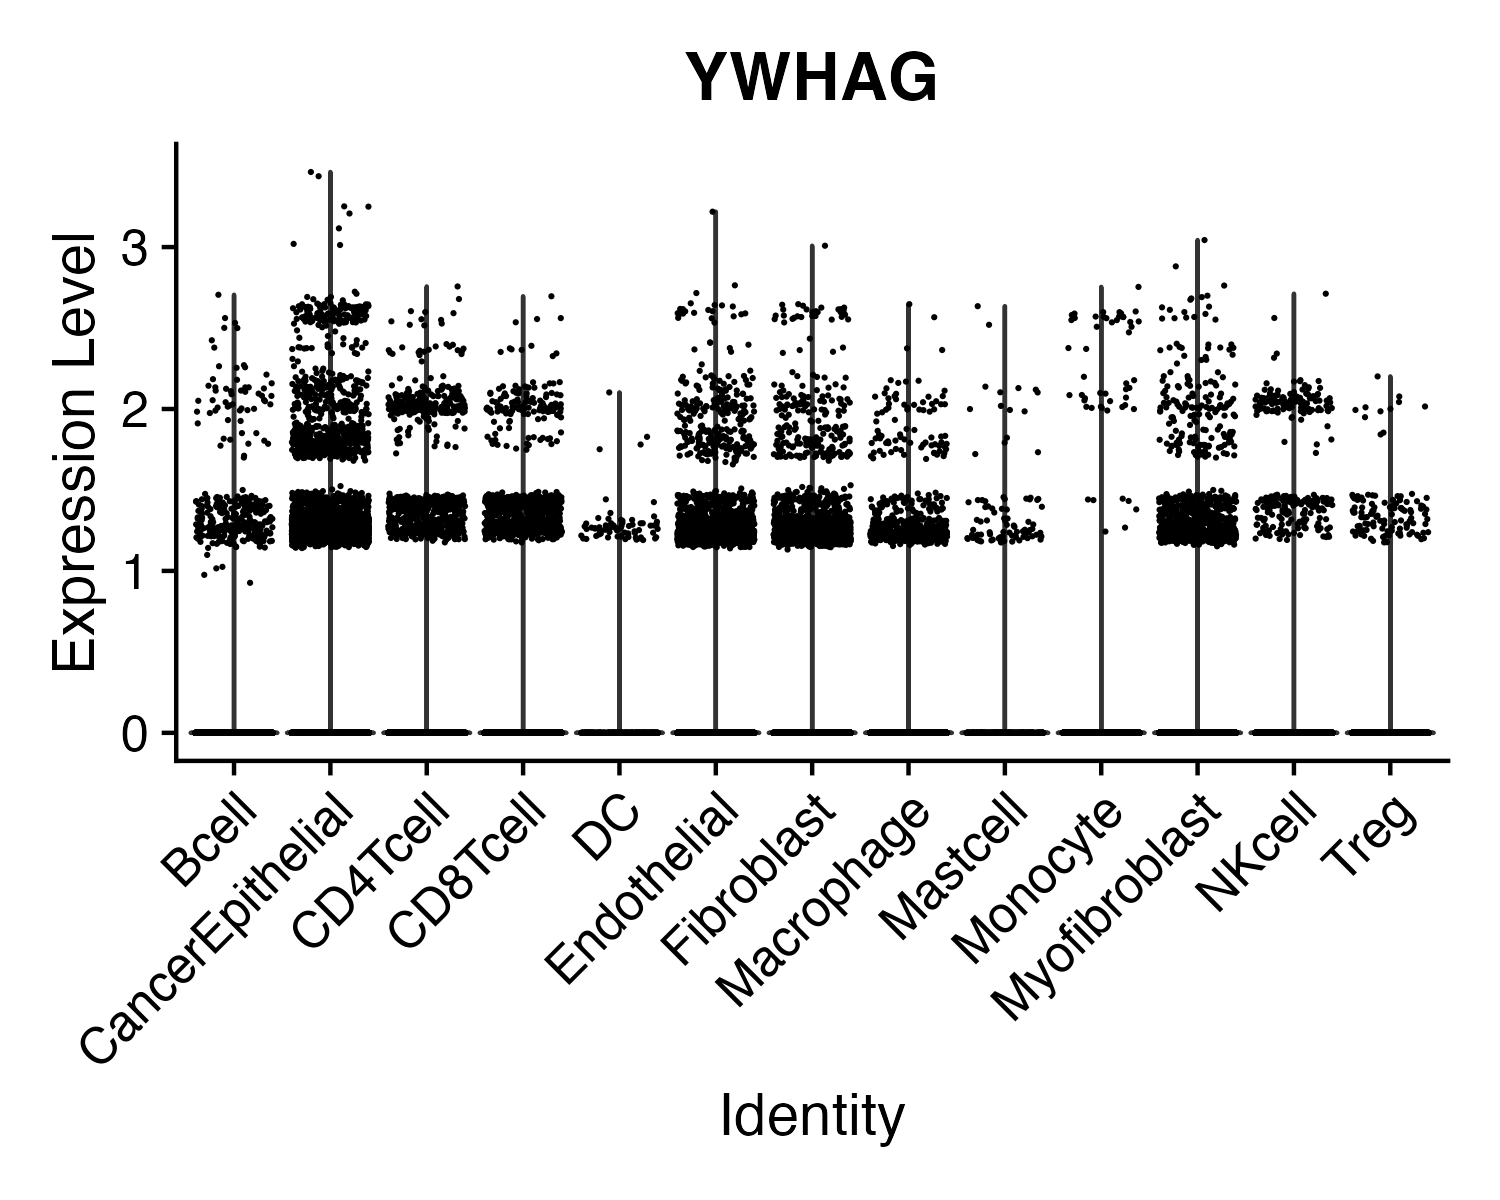 YWHAG
Expression Level
3
2
1
0
Bcell
CancerEpithelial
CD4Tcell
CD8Tcell
DC
Endothelial
Fibroblast
Macrophage
Mastcell
Monocyte
Myofibroblast
NKcell
Treg
Identity